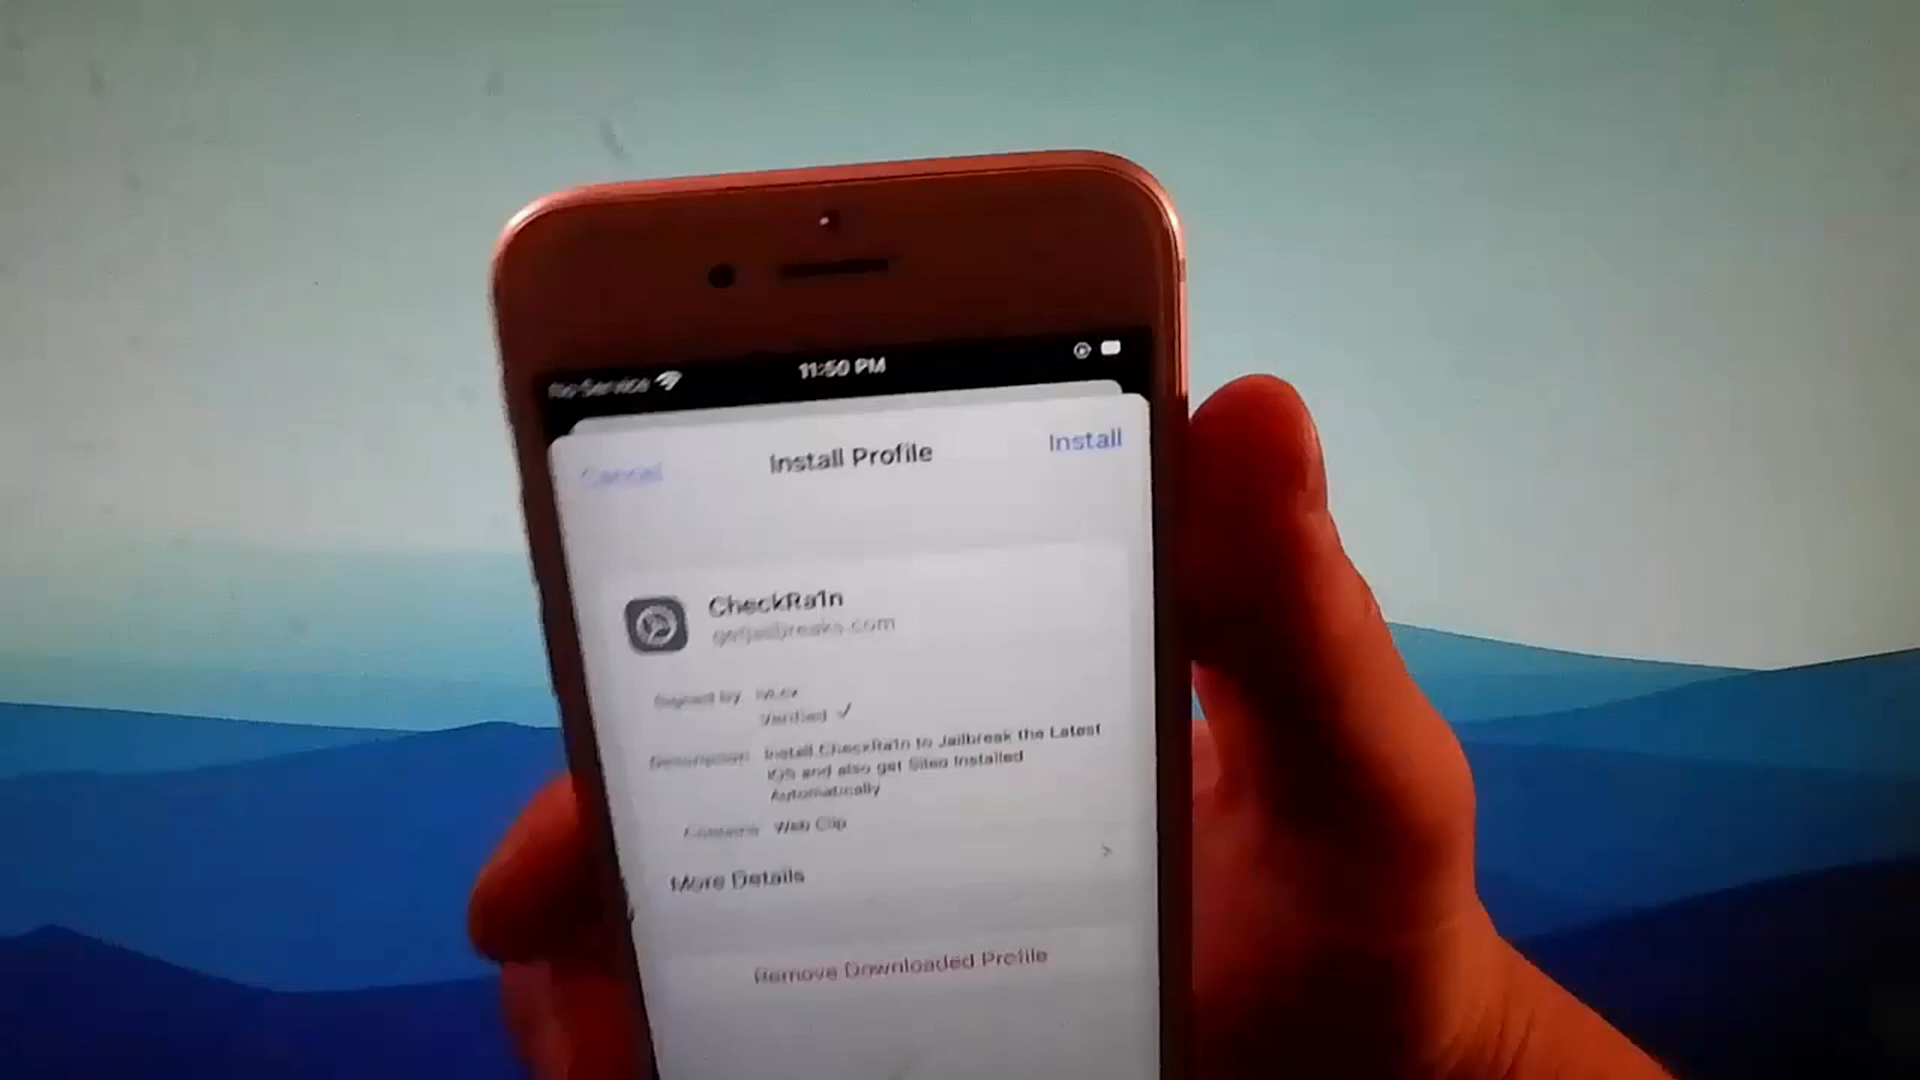 No Service
11:50 PM
Cancel
Install Profile
Install
CheckRa1n
getjailbreaks.com
Signed by
Verified ✓
Description Install CheckRa1n to Jailbreak the Latest
iOS and also get Sileo Installed
Automatically
Contains Web Clip
More Details
Remove Downloaded Profile